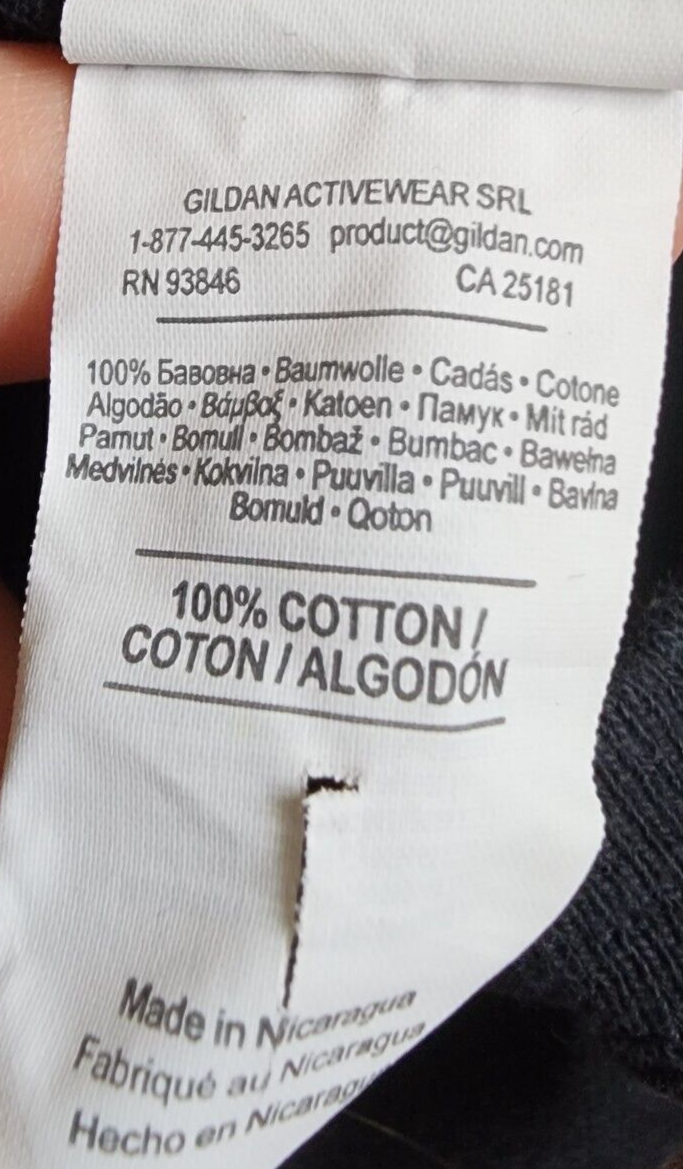 GILDAN ACTIVEWEAR SRL
1-877-445-3265 product@gildan.com
RN 93846 CA 25181
100% Бавовна • Baumwolle • Cadás • Cotone
Algodão • Βάμβαξ • Katoen • Памук • Mit rád
Pamut • Bomull • Bombaž • Bumbac • Bawełna
Medvilnės • Kokvilna • Puuvilla • Puuvill • Bavlna
Bomuld • Qoton
100% COTTON /
COTON / ALGODÓN
Made in Nicaragua
Fabriqué au Nicaragua
Hecho en Nicaragua